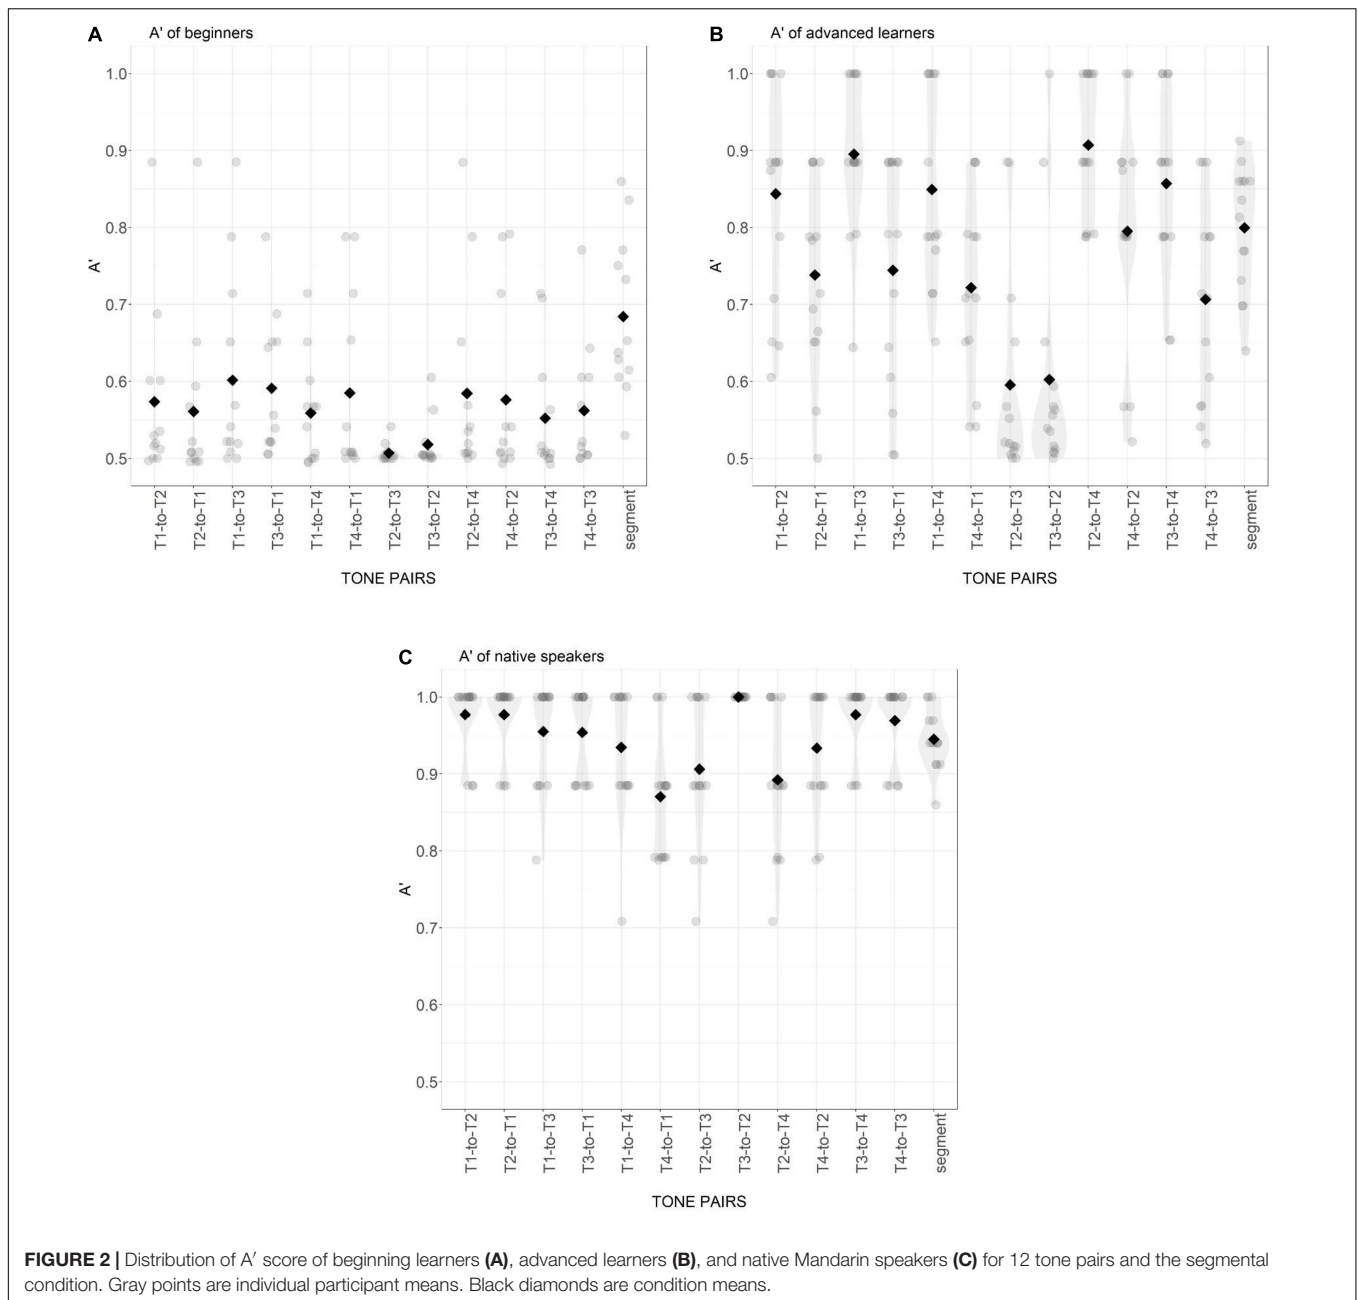 A A' of beginners
1.0
0.9
0.8
0.7
0.6
0.5
A'
T1-to-T2
T2-to-T1
T1-to-T3
T3-to-T1
T1-to-T4
T4-to-T1
T2-to-T3
T3-to-T2
T2-to-T4
T4-to-T2
T3-to-T4
T4-to-T3
segment
TONE PAIRS
B A' of advanced learners
1.0
0.9
0.8
0.7
0.6
0.5
A'
T1-to-T2
T2-to-T1
T1-to-T3
T3-to-T1
T1-to-T4
T4-to-T1
T2-to-T3
T3-to-T2
T2-to-T4
T4-to-T2
T3-to-T4
T4-to-T3
segment
TONE PAIRS
C A' of native speakers
1.0
0.9
0.8
0.7
0.6
0.5
A'
T1-to-T2
T2-to-T1
T1-to-T3
T3-to-T1
T1-to-T4
T4-to-T1
T2-to-T3
T3-to-T2
T2-to-T4
T4-to-T2
T3-to-T4
T4-to-T3
segment
TONE PAIRS
FIGURE 2 | Distribution of A′ score of beginning learners (A), advanced learners (B), and native Mandarin speakers (C) for 12 tone pairs and the segmental
condition. Gray points are individual participant means. Black diamonds are condition means.